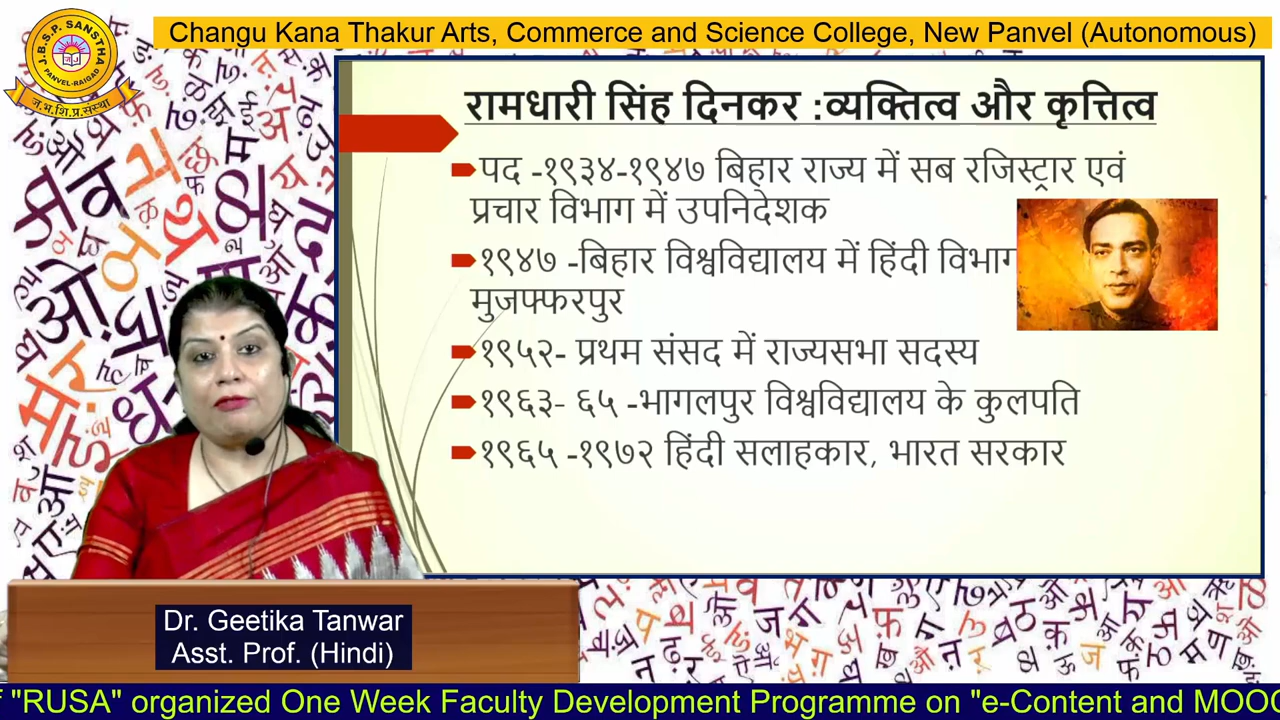 Changu Kana Thakur Arts, Commerce and Science College, New Panvel (Autonomous)
J.B.S.P. SANSTHA
PANVEL-RAIGAD
ज.भ.शि.प्र.संस्था
रामधारी सिंह दिनकर :व्यक्तित्व और कृत्तित्व
पद -१९३४-१९४७ बिहार राज्य में सब रजिस्ट्रार एवं
प्रचार विभाग में उपनिदेशक
१९४७ -बिहार विश्वविद्यालय में हिंदी विभाग
मुजफ्फरपुर
१९५२- प्रथम संसद में राज्यसभा सदस्य
१९६३- ६५ -भागलपुर विश्वविद्यालय के कुलपति
१९६५ -१९७२ हिंदी सलाहकार, भारत सरकार
Dr. Geetika Tanwar
Asst. Prof. (Hindi)
"RUSA" organized One Week Faculty Development Programme on "e-Content and MOOC